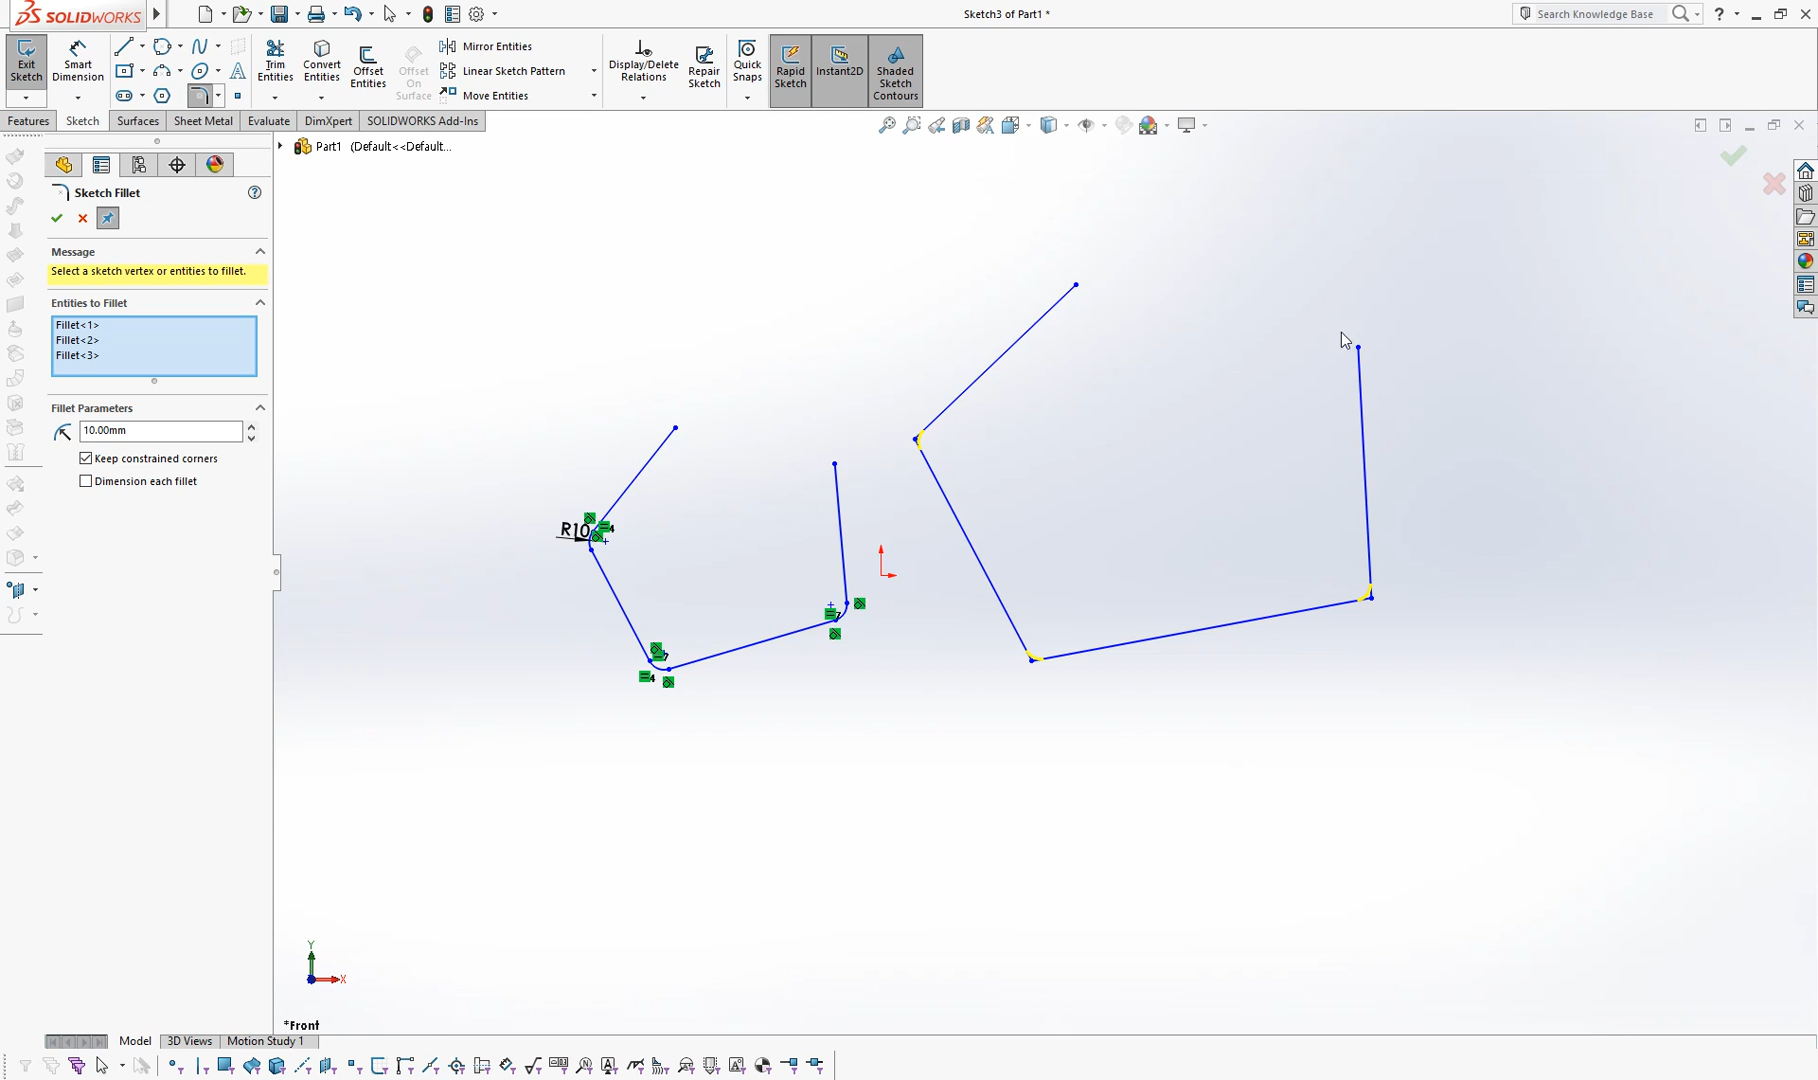 SOLIDWORKS
Sketch3 of Part1 *
Search Knowledge Base
Exit Sketch
Smart Dimension
Trim Entities
Convert Entities
Offset Entities
Offset On Surface
Mirror Entities
Linear Sketch Pattern
Move Entities
Display/Delete Relations
Repair Sketch
Quick Snaps
Rapid Sketch
Instant2D
Shaded Sketch Contours
Features
Sketch
Surfaces
Sheet Metal
Evaluate
DimXpert
SOLIDWORKS Add-Ins
Part1 (Default<<Default...
Sketch Fillet
Message
Select a sketch vertex or entities to fillet.
Entities to Fillet
Fillet<1>
Fillet<2>
Fillet<3>
Fillet Parameters
10.00mm
Keep constrained corners
Dimension each fillet
R10
4
7
7
4
Y
X
*Front
Model
3D Views
Motion Study 1